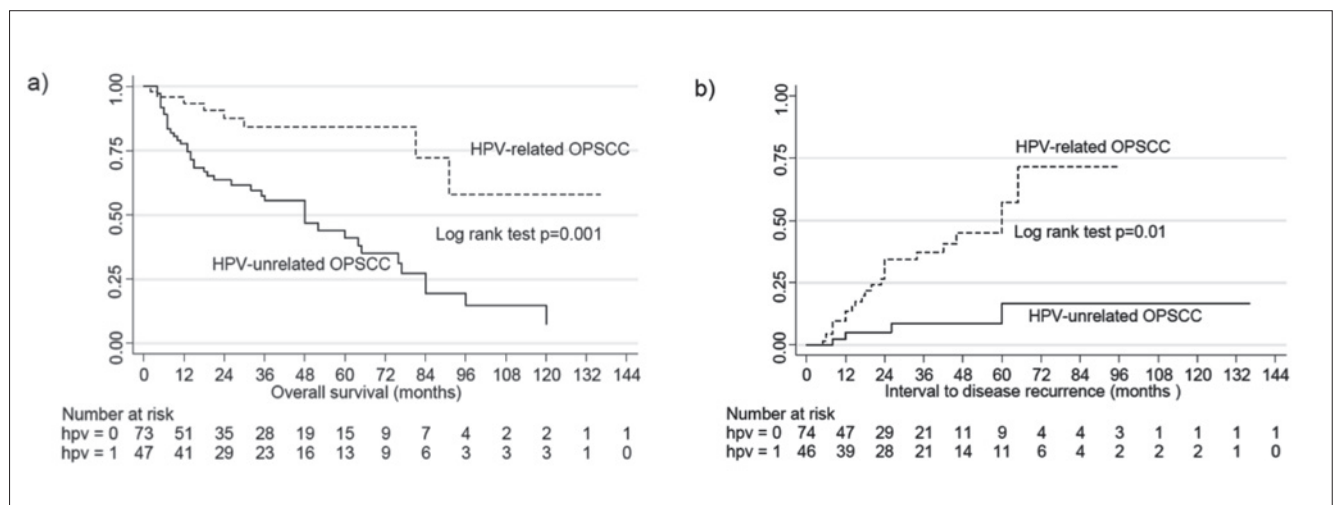 a)
1.00
0.75
0.50
0.25
0.00
HPV-related OPSCC
Log rank test p=0.001
HPV-unrelated OPSCC
0 12 24 36 48 60 72 84 96 108 120 132 144
Overall survival (months)
Number at risk
hpv = 0 73 51 35 28 19 15 9 7 4 2 2 1 1
hpv = 1 47 41 29 23 16 13 9 6 3 3 3 1 0
b)
1.00
0.75
0.50
0.25
0.00
HPV-related OPSCC
Log rank test p=0.01
HPV-unrelated OPSCC
0 12 24 36 48 60 72 84 96 108 120 132 144
Interval to disease recurrence (months )
Number at risk
hpv = 0 74 47 29 21 11 9 4 4 3 1 1 1 1
hpv = 1 46 39 28 21 14 11 6 4 2 2 2 1 0